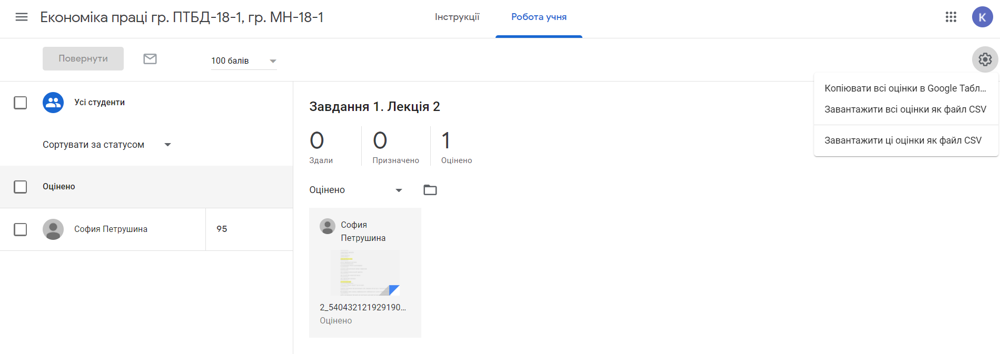 Економіка праці гр. ПТБД-18-1, гр. МН-18-1
Інструкції
Робота учня
K
Повернути
100 балів
Копіювати всі оцінки в Google Табл...
Завантажити всі оцінки як файл CSV
Завантажити ці оцінки як файл CSV
Усі студенти
Сортувати за статусом
Оцінено
София Петрушина
95
Завдання 1. Лекція 2
0
Здали
0
Призначено
1
Оцінено
Оцінено
София
Петрушина
2_540432121929190...
Оцінено